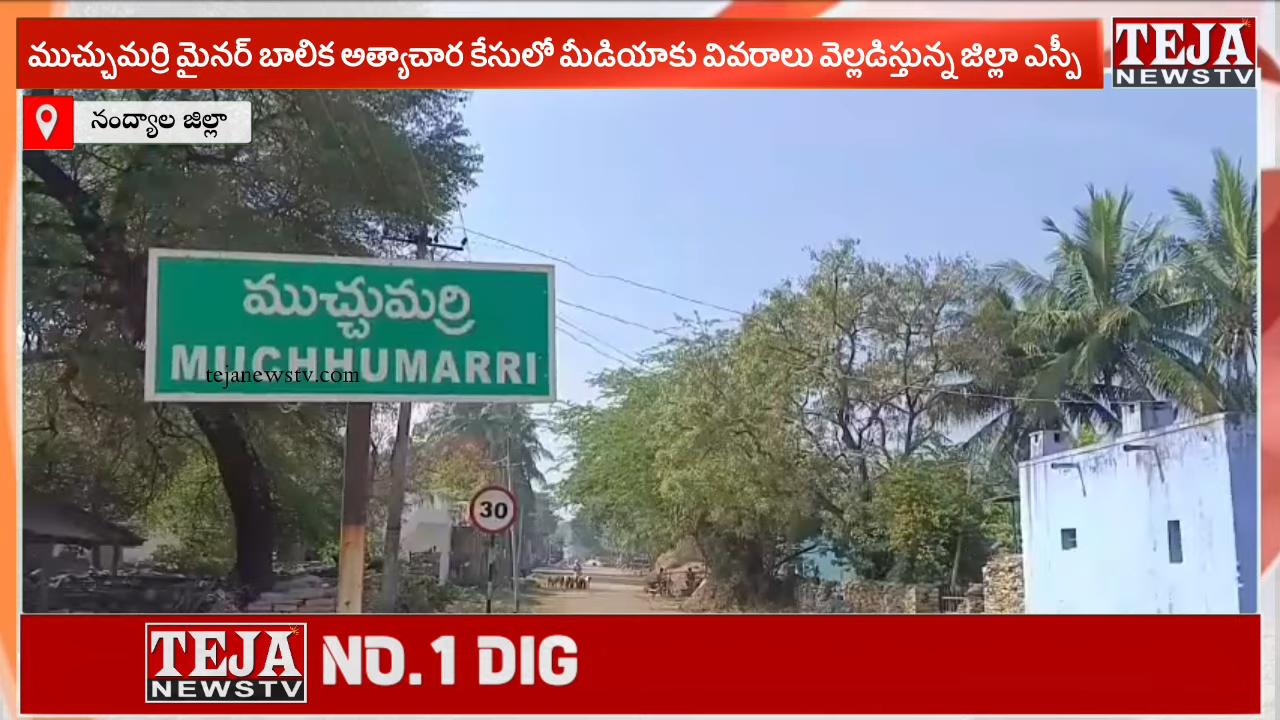 ముచ్చుమర్రి మైనర్ బాలిక అత్యాచార కేసులో మీడియాకు వివరాలు వెల్లడిస్తున్న జిల్లా ఎస్పీ
TEJA
NEWSTV
నంద్యాల జిల్లా
ముచ్చుమర్రి
MUCHHUMARRI
tejanewstv.com
30
TEJA
NEWSTV
NO.1 DIG